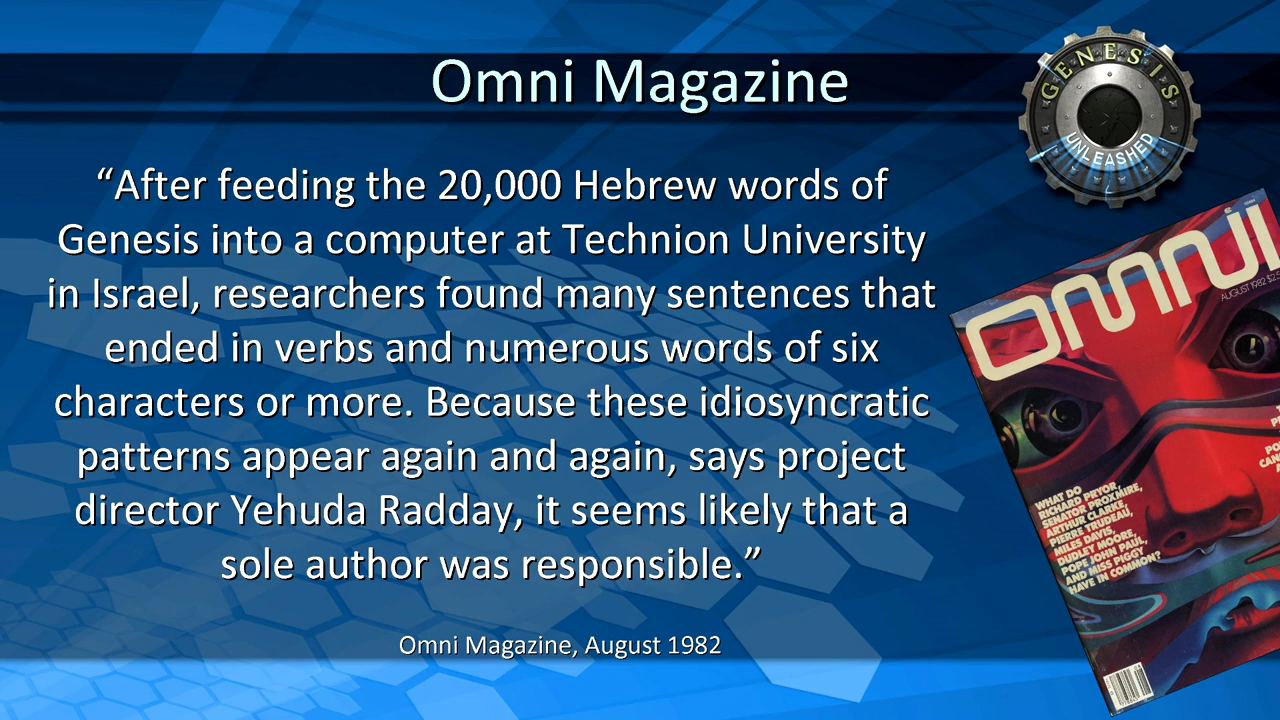 Omni Magazine
GENESIS
UNLEASHED
“After feeding the 20,000 Hebrew words of
Genesis into a computer at Technion University
in Israel, researchers found many sentences that
ended in verbs and numerous words of six
characters or more. Because these idiosyncratic
patterns appear again and again, says project
director Yehuda Radday, it seems likely that a
sole author was responsible.”
Omni Magazine, August 1982
OMNI
AUGUST 1982
WHAT DO
RICHARD PRYOR,
SENATOR PROXMIRE,
ARTHUR CLARKE,
PIERRE TRUDEAU,
MILES DAVIS,
DUDLEY MOORE,
POPE JOHN PAUL,
AND MISS PIGGY
HAVE IN COMMON?